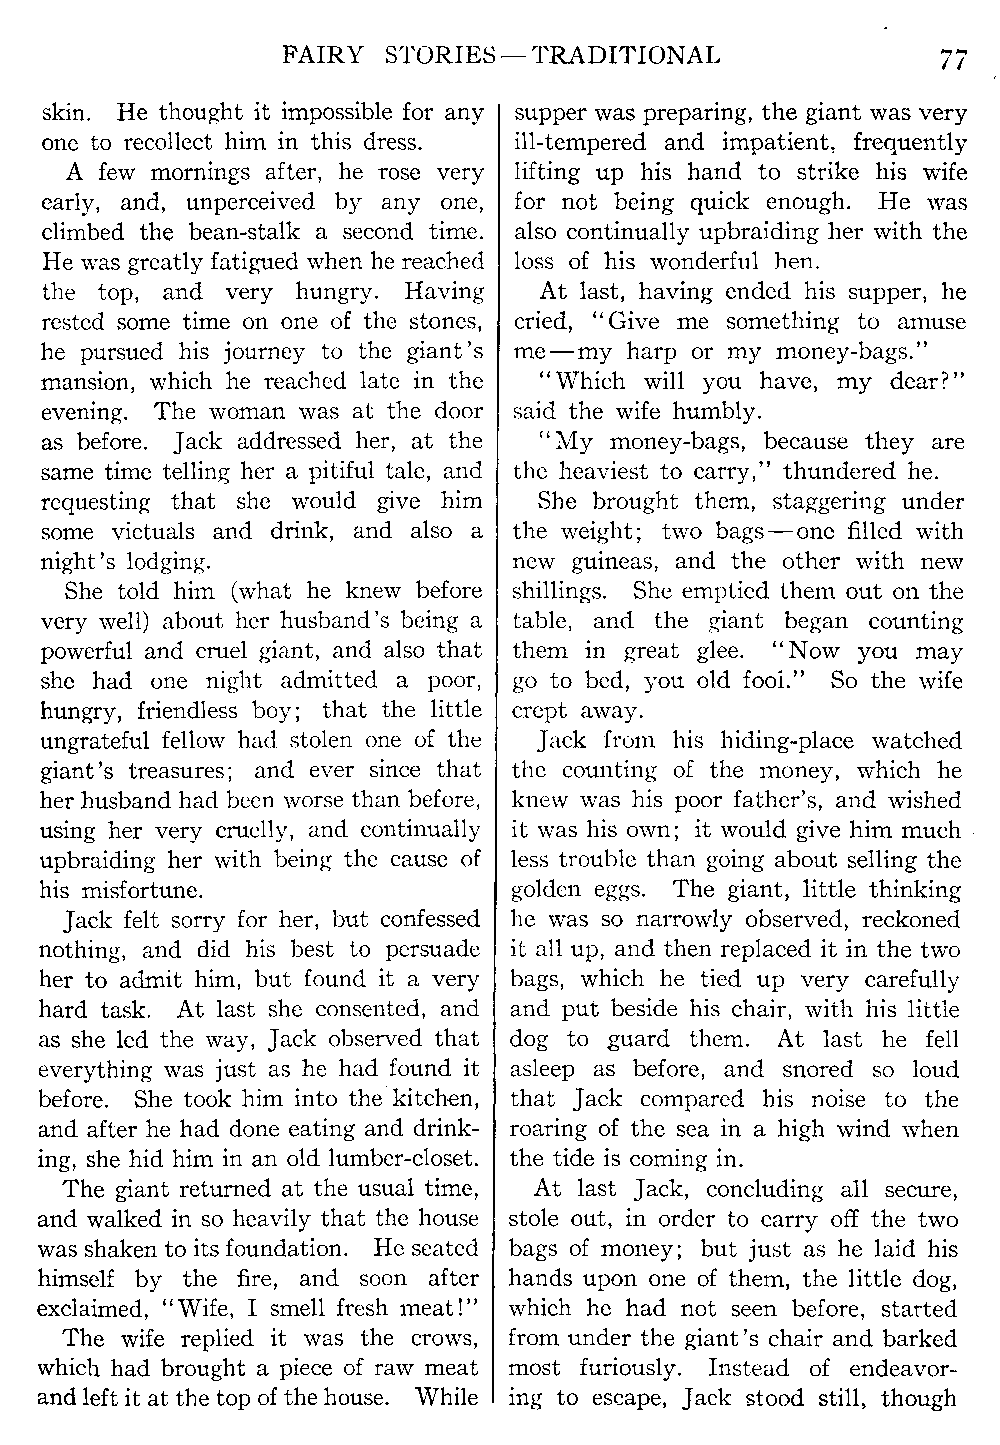 FAIRY STORIES—TRADITIONAL 77
skin. He thought it impossible for any
one to recollect him in this dress.
A few mornings after, he rose very
early, and, unperceived by any one,
climbed the bean-stalk a second time.
He was greatly fatigued when he reached
the top, and very hungry. Having
rested some time on one of the stones,
he pursued his journey to the giant's
mansion, which he reached late in the
evening. The woman was at the door
as before. Jack addressed her, at the
same time telling her a pitiful tale, and
requesting that she would give him
some victuals and drink, and also a
night's lodging.
She told him (what he knew before
very well) about her husband's being a
powerful and cruel giant, and also that
she had one night admitted a poor,
hungry, friendless boy; that the little
ungrateful fellow had stolen one of the
giant's treasures; and ever since that
her husband had been worse than before,
using her very cruelly, and continually
upbraiding her with being the cause of
his misfortune.
Jack felt sorry for her, but confessed
nothing, and did his best to persuade
her to admit him, but found it a very
hard task. At last she consented, and
as she led the way, Jack observed that
everything was just as he had found it
before. She took him into the kitchen,
and after he had done eating and drink-
ing, she hid him in an old lumber-closet.
The giant returned at the usual time,
and walked in so heavily that the house
was shaken to its foundation. He seated
himself by the fire, and soon after
exclaimed, "Wife, I smell fresh meat!"
The wife replied it was the crows,
which had brought a piece of raw meat
and left it at the top of the house. While
supper was preparing, the giant was very
ill-tempered and impatient, frequently
lifting up his hand to strike his wife
for not being quick enough. He was
also continually upbraiding her with the
loss of his wonderful hen.
At last, having ended his supper, he
cried, "Give me something to amuse
me—my harp or my money-bags."
"Which will you have, my dear?"
said the wife humbly.
"My money-bags, because they are
the heaviest to carry," thundered he.
She brought them, staggering under
the weight; two bags—one filled with
new guineas, and the other with new
shillings. She emptied them out on the
table, and the giant began counting
them in great glee. "Now you may
go to bed, you old fool." So the wife
crept away.
Jack from his hiding-place watched
the counting of the money, which he
knew was his poor father's, and wished
it was his own; it would give him much
less trouble than going about selling the
golden eggs. The giant, little thinking
he was so narrowly observed, reckoned
it all up, and then replaced it in the two
bags, which he tied up very carefully
and put beside his chair, with his little
dog to guard them. At last he fell
asleep as before, and snored so loud
that Jack compared his noise to the
roaring of the sea in a high wind when
the tide is coming in.
At last Jack, concluding all secure,
stole out, in order to carry off the two
bags of money; but just as he laid his
hands upon one of them, the little dog,
which he had not seen before, started
from under the giant's chair and barked
most furiously. Instead of endeavor-
ing to escape, Jack stood still, though